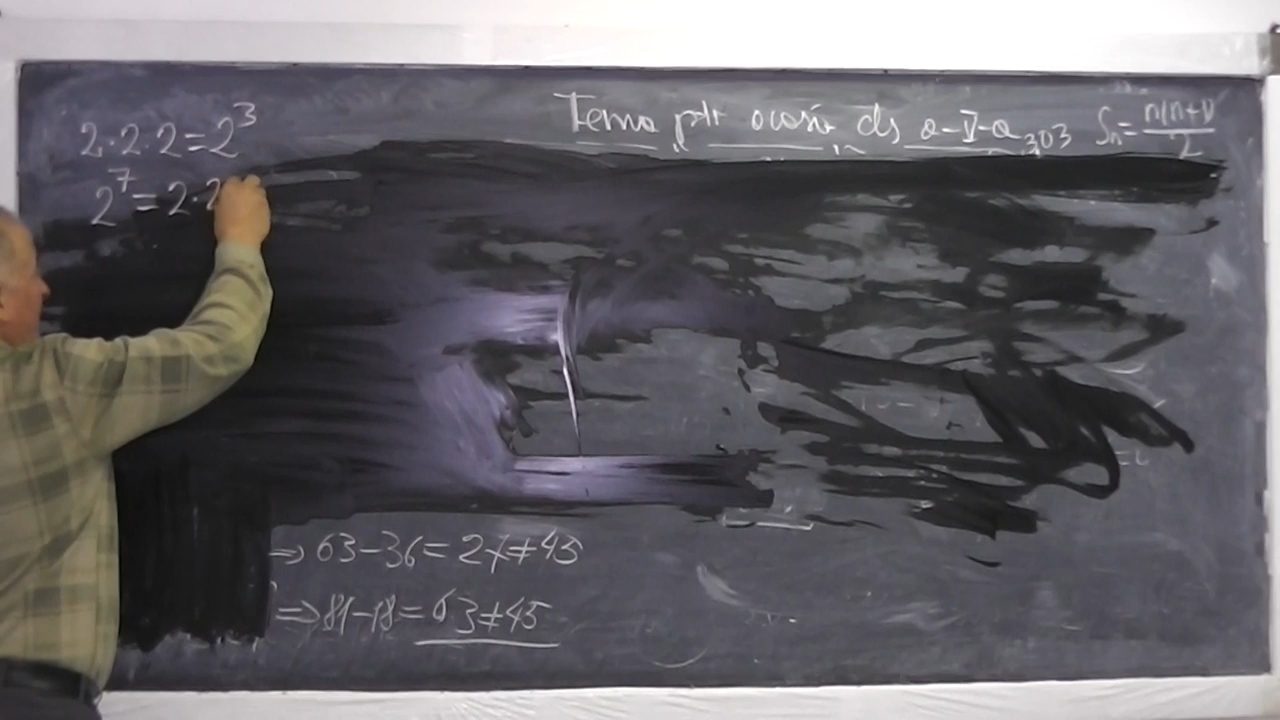 2·2·2=2³
Tema ptr acasă cls a-V-a 303 Sn=n(n+1)/2
2⁷=2·2
⇒ 63-36=27≠45
⇒81-18=63≠45